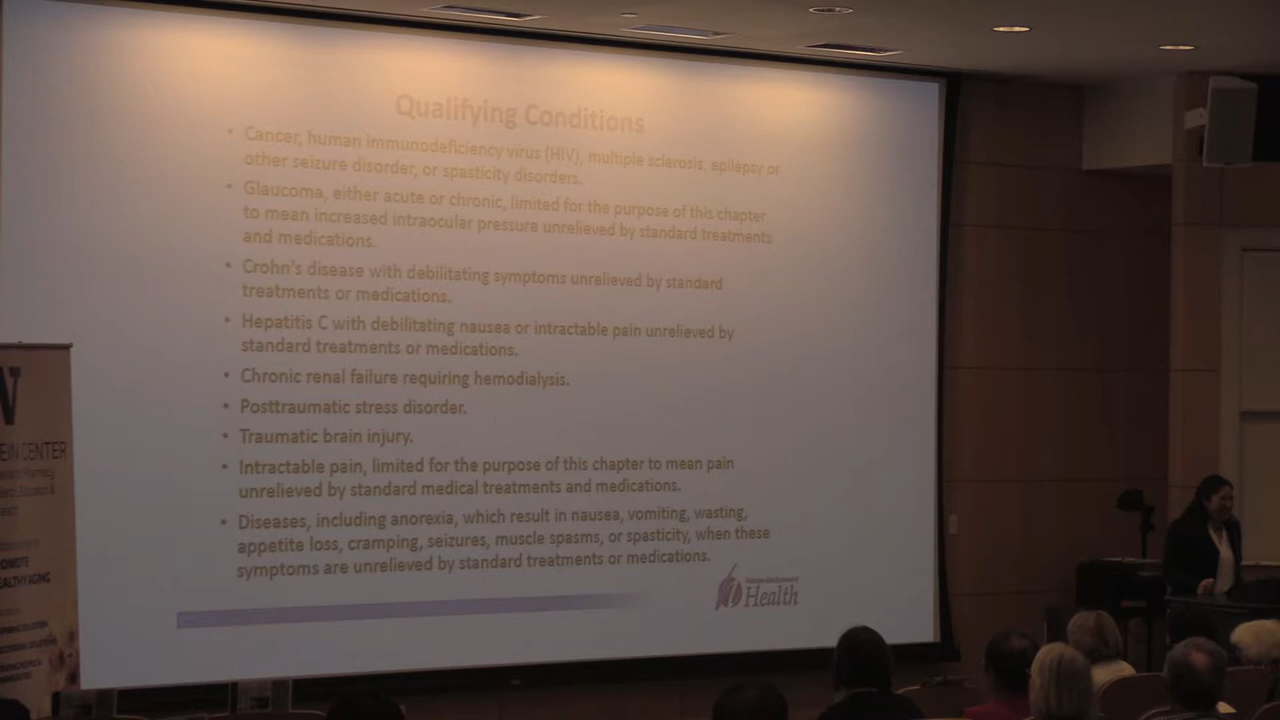 Qualifying Conditions
• Cancer, human immunodeficiency virus (HIV), multiple sclerosis, epilepsy or
other seizure disorder, or spasticity disorders.
• Glaucoma, either acute or chronic, limited for the purpose of this chapter
to mean increased intraocular pressure unrelieved by standard treatments
and medications.
• Crohn's disease with debilitating symptoms unrelieved by standard
treatments or medications.
• Hepatitis C with debilitating nausea or intractable pain unrelieved by
standard treatments or medications.
• Chronic renal failure requiring hemodialysis.
• Posttraumatic stress disorder.
• Traumatic brain injury.
• Intractable pain, limited for the purpose of this chapter to mean pain
unrelieved by standard medical treatments and medications.
• Diseases, including anorexia, which result in nausea, vomiting, wasting,
appetite loss, cramping, seizures, muscle spasms, or spasticity, when these
symptoms are unrelieved by standard treatments or medications.
Health
W
EIN CENTER
Pharmacy
OMOTE
EALTHY AGING